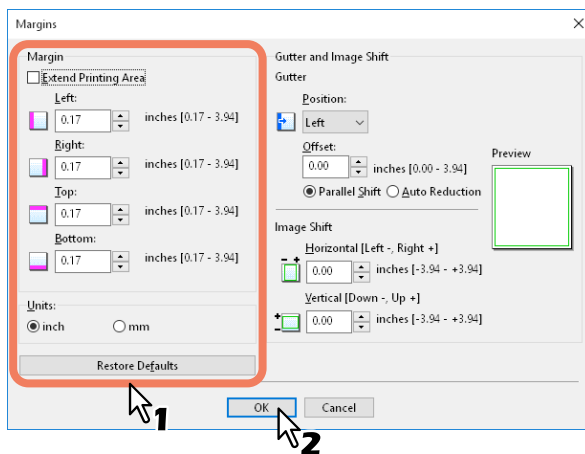 Margins
Margin
Extend Printing Area
Left:
0.17 inches [0.17 - 3.94]
Right:
0.17 inches [0.17 - 3.94]
Top:
0.17 inches [0.17 - 3.94]
Bottom:
0.17 inches [0.17 - 3.94]
Units:
inch mm
Restore Defaults
Gutter and Image Shift
Gutter
Position:
Left
Offset:
0.00 inches [0.00 - 3.94]
Parallel Shift Auto Reduction
Preview
Image Shift
Horizontal [Left -, Right +]
- + 0.00 inches [-3.94 - +3.94]
Vertical [Down -, Up +]
+ - 0.00 inches [-3.94 - +3.94]
OK Cancel
1
2